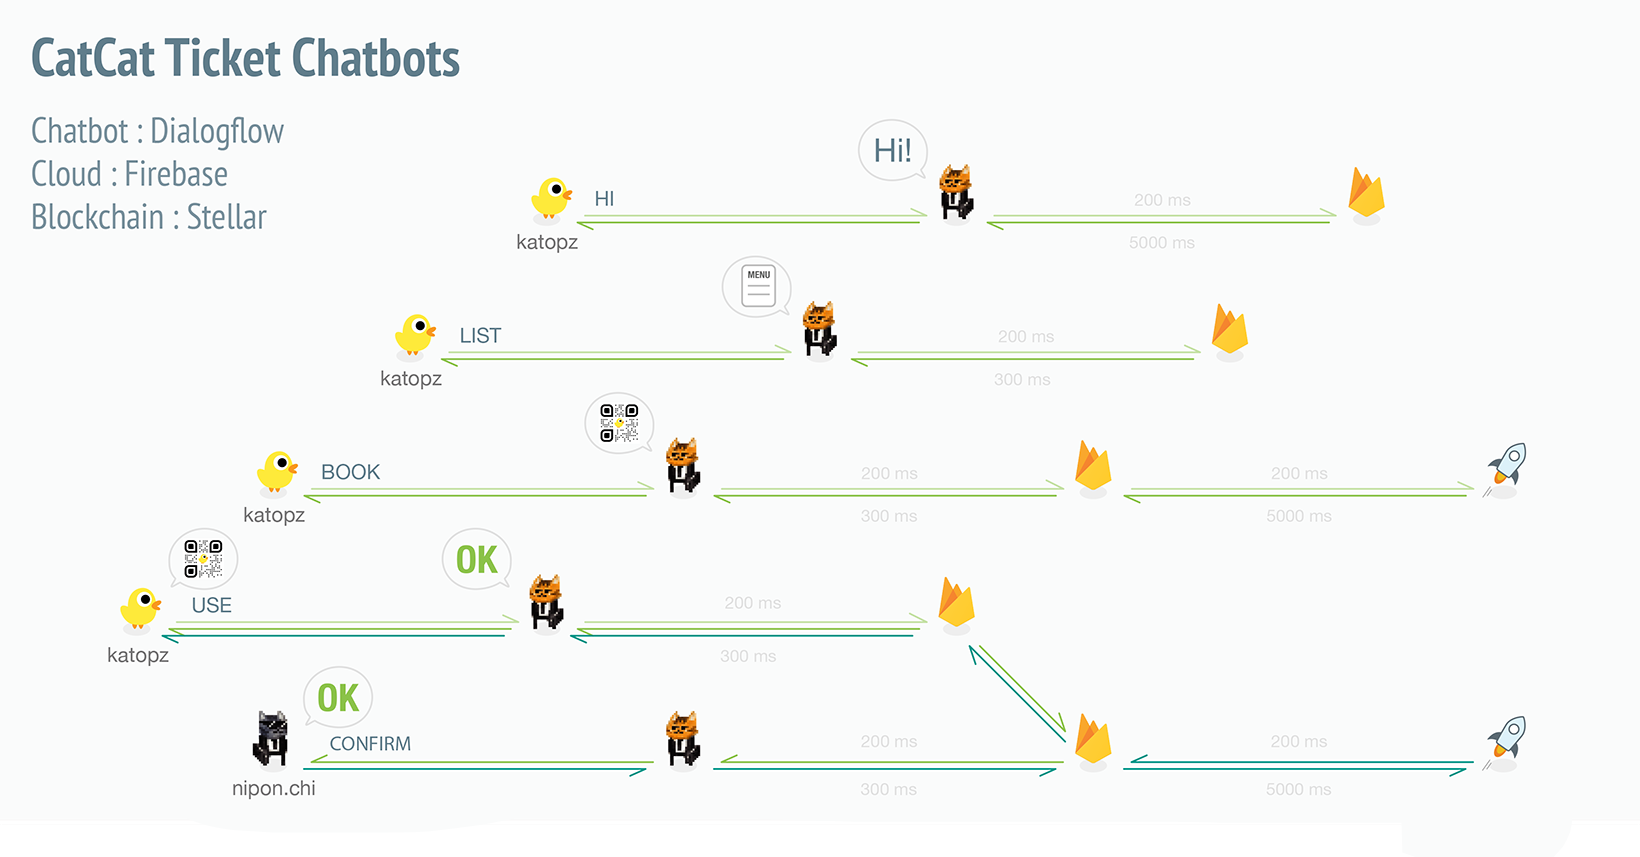 CatCat Ticket Chatbots
Chatbot : Dialogflow
Cloud : Firebase
Blockchain : Stellar
Hi!
HI
200 ms
katopz
5000 ms
MENU
LIST
200 ms
katopz
300 ms
BOOK
200 ms
200 ms
katopz
300 ms
5000 ms
OK
USE
200 ms
katopz
300 ms
OK
CONFIRM
200 ms
200 ms
nipon.chi
300 ms
5000 ms